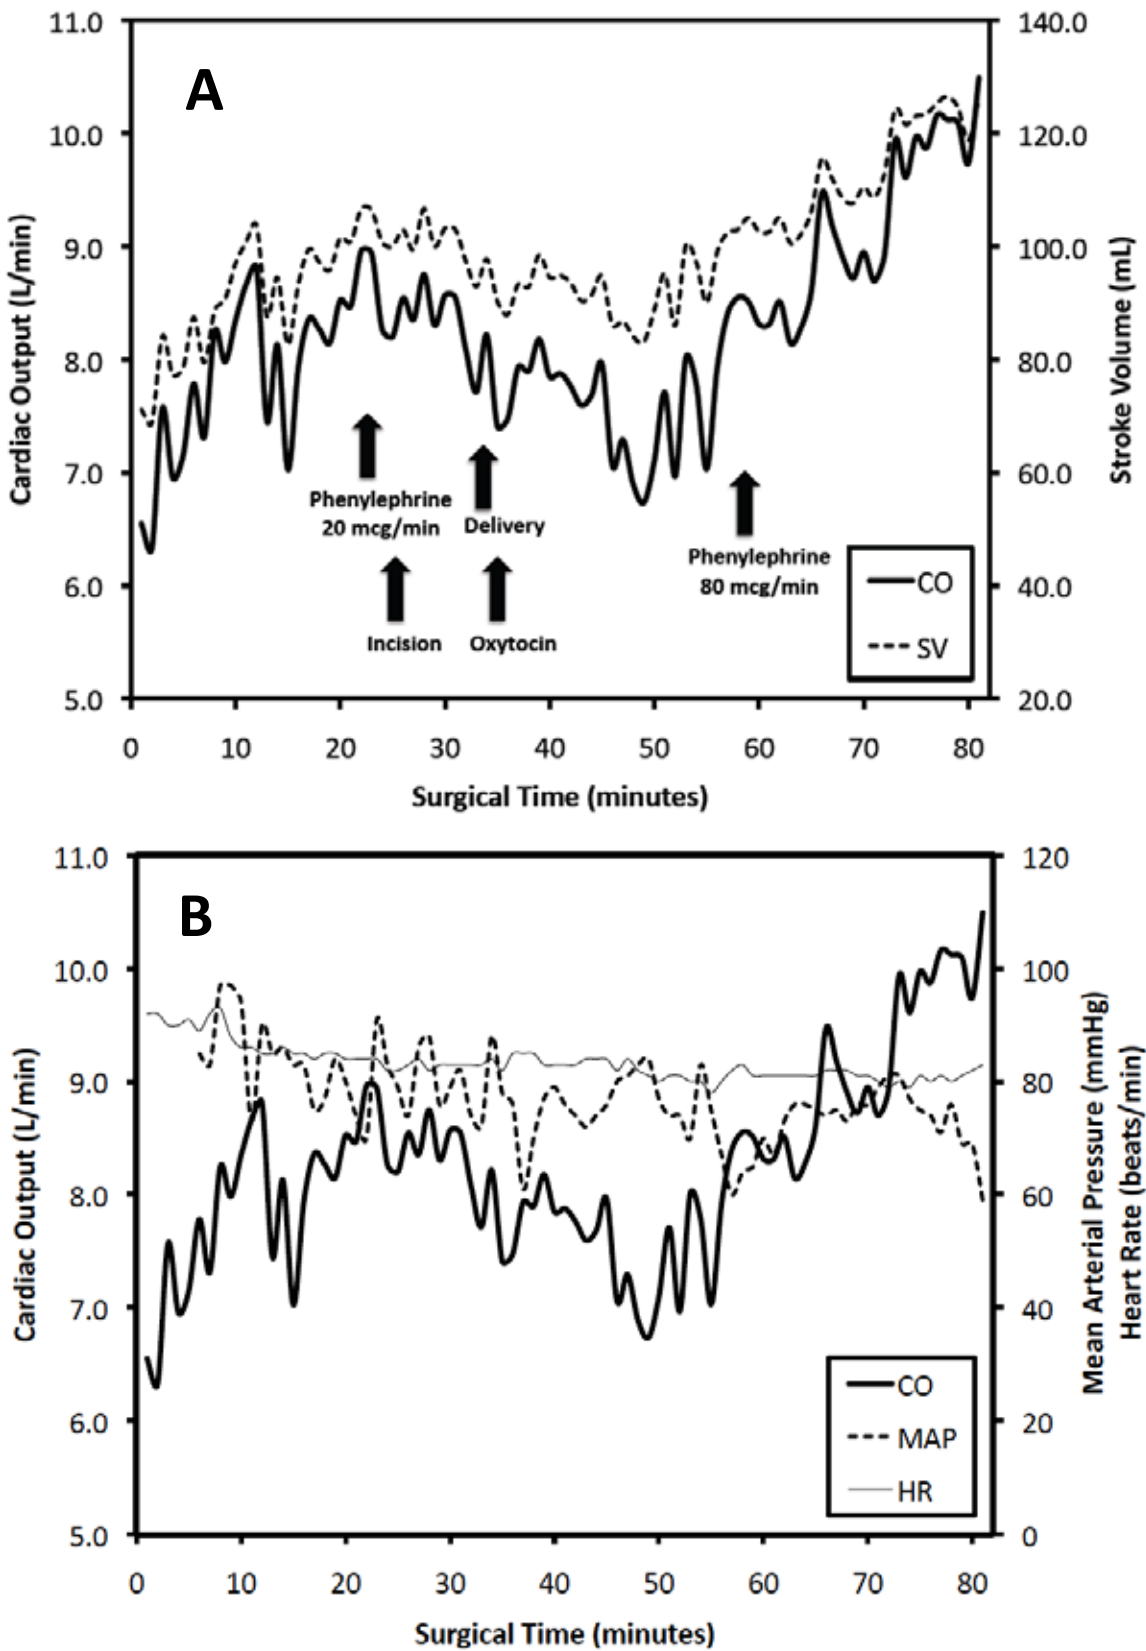 A
11.0
10.0
9.0
8.0
7.0
6.0
5.0
Cardiac Output (L/min)
140.0
120.0
100.0
80.0
60.0
40.0
20.0
Stroke Volume (mL)
Phenylephrine
20 mcg/min
Delivery
Incision
Oxytocin
Phenylephrine
80 mcg/min
CO
SV
0 10 20 30 40 50 60 70 80
Surgical Time (minutes)
B
11.0
10.0
9.0
8.0
7.0
6.0
5.0
Cardiac Output (L/min)
120
100
80
60
40
20
0
Mean Arterial Pressure (mmHg)
Heart Rate (beats/min)
CO
MAP
HR
0 10 20 30 40 50 60 70 80
Surgical Time (minutes)